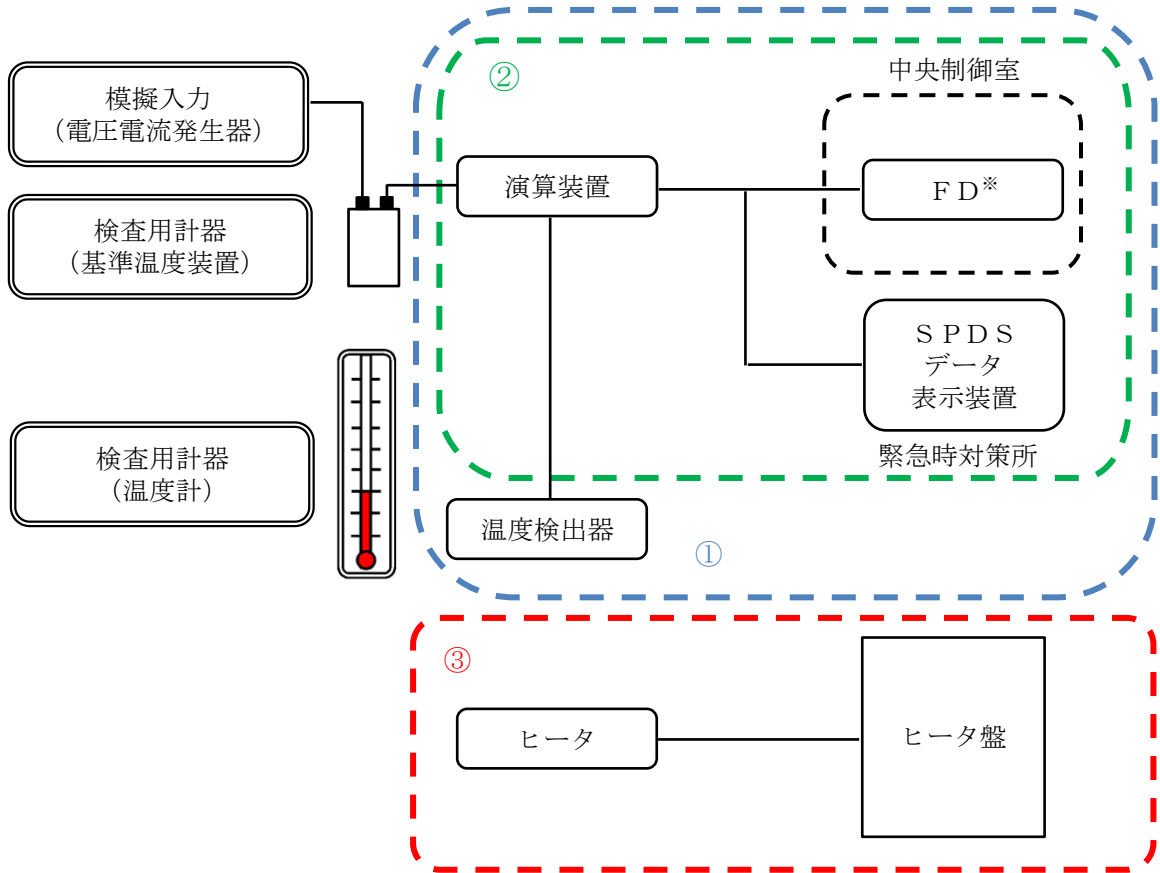 模擬入力
（電圧電流発生器）
検査用計器
（基準温度装置）
検査用計器
（温度計）
②
中央制御室
演算装置
ＦＤ※
ＳＰＤＳ
データ
表示装置
緊急時対策所
温度検出器
①
③
ヒータ
ヒータ盤